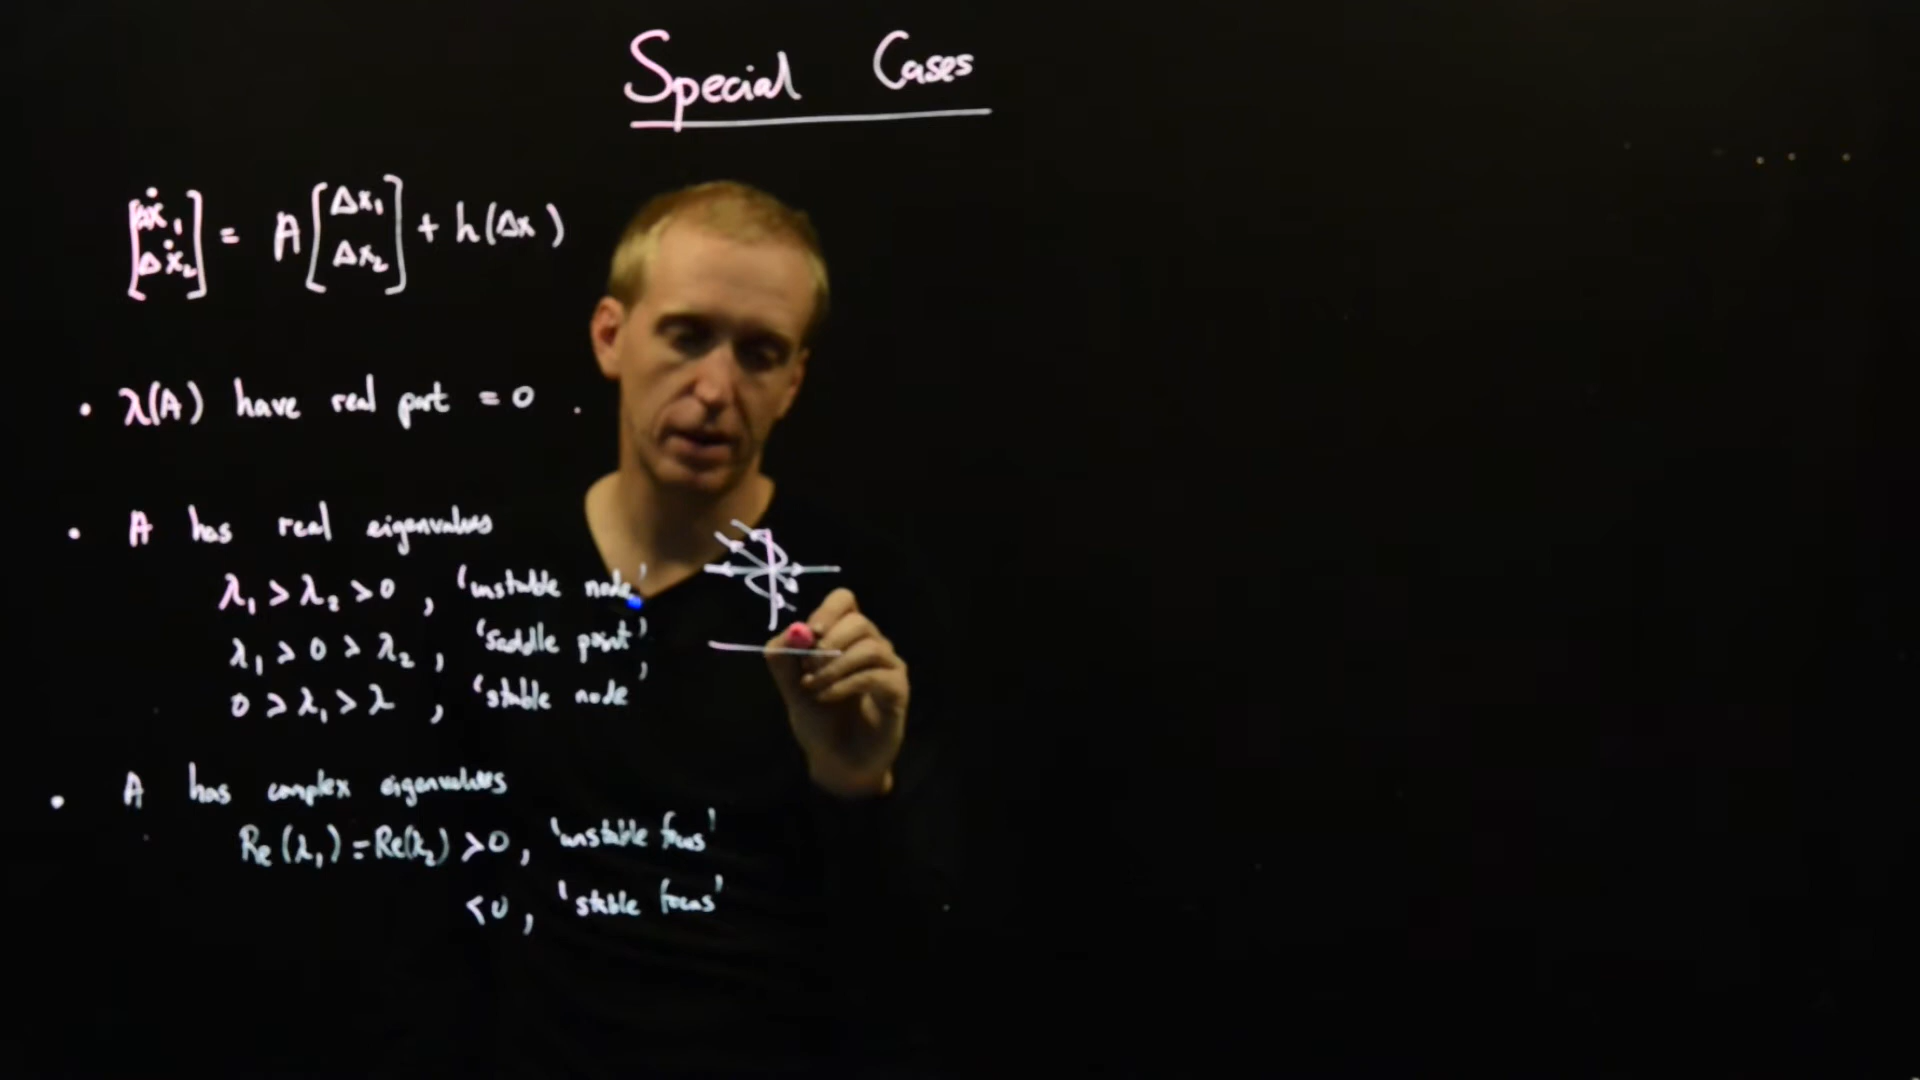 Special Cases
[Δẋ₁ Δẋ₂] = A [Δx₁ Δx₂] + h(Δx)
• λ(A) have real part = 0 .
• A has real eigenvalues
λ₁ > λ₂ > 0 , 'unstable node'
λ₁ > 0 > λ₂ , 'saddle point'
0 > λ₁ > λ , 'stable node'
• A has complex eigenvalues
Re(λ₁) = Re(λ₂) > 0 , 'unstable focus'
< 0 , 'stable focus'